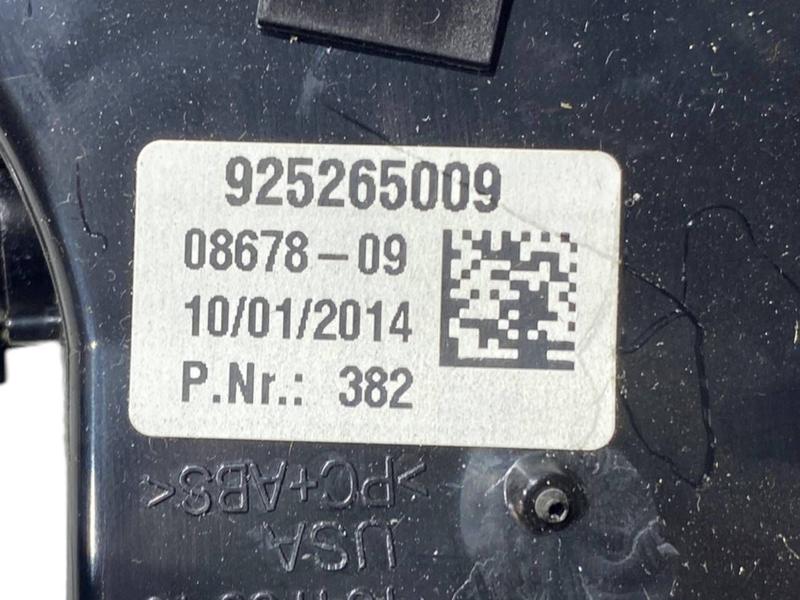 925265009
08678-09
10/01/2014
P.Nr.: 382
>PC+ABS<
USA